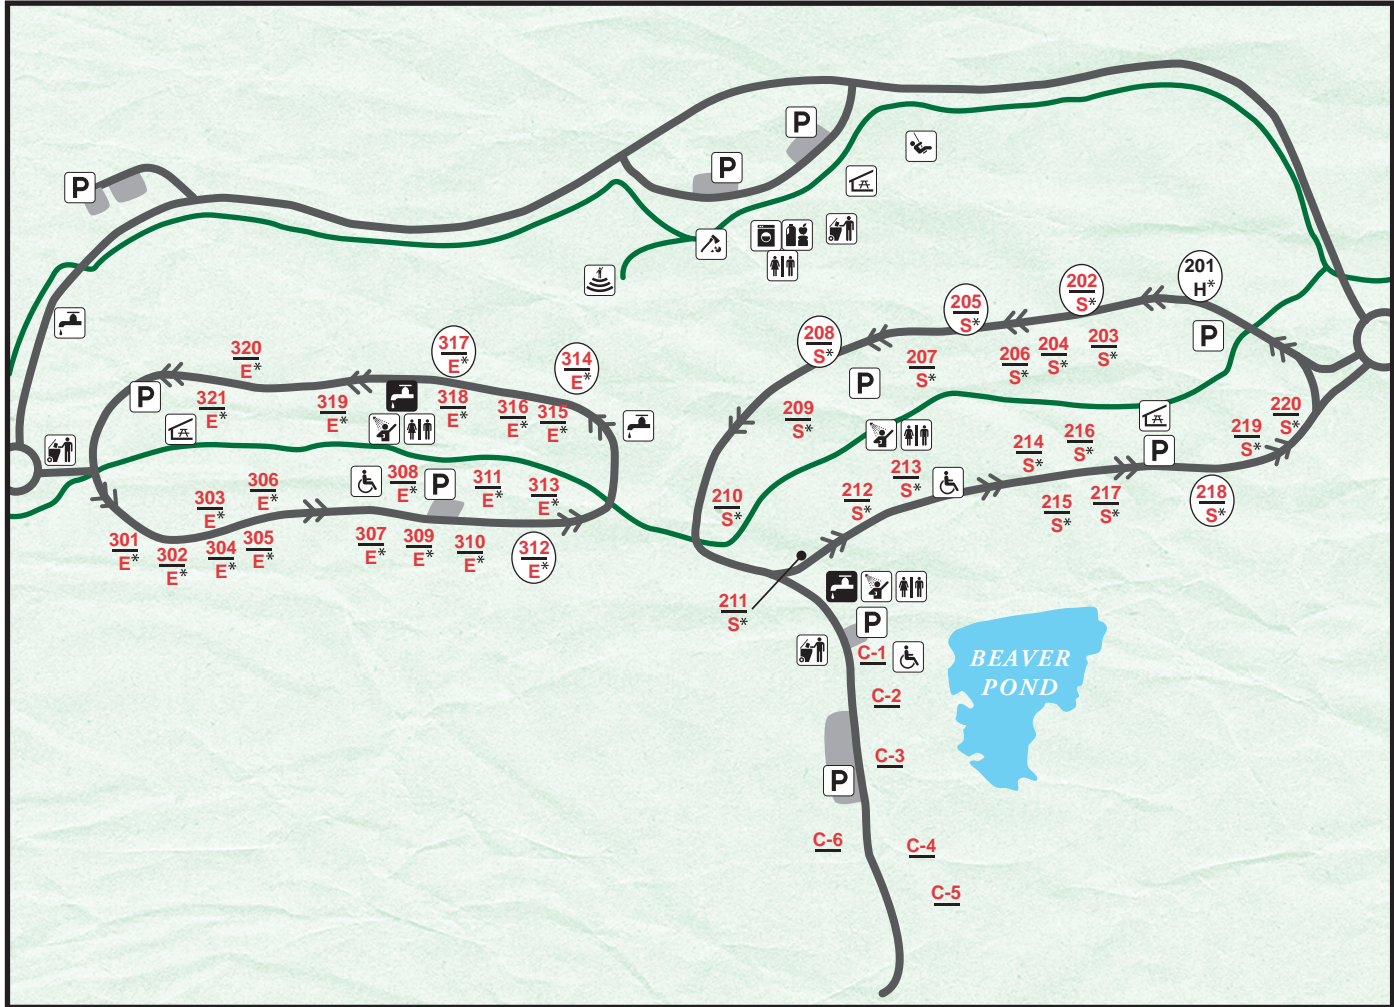 P
P
P
201
H*
202
S*
205
S*
P
208
S*
203
S*
204
S*
206
S*
207
S*
317
E*
320
E*
314
E*
P
P
321
E*
319
E*
318
E*
316
E*
315
E*
209
S*
220
S*
219
S*
216
S*
214
S*
P
213
S*
308
E*
P
311
E*
313
E*
306
E*
303
E*
210
S*
212
S*
215
S*
217
S*
218
S*
301
E*
302
E*
304
E*
305
E*
307
E*
309
E*
310
E*
312
E*
211
S*
P
C-1
BEAVER
POND
C-2
C-3
P
C-6
C-4
C-5